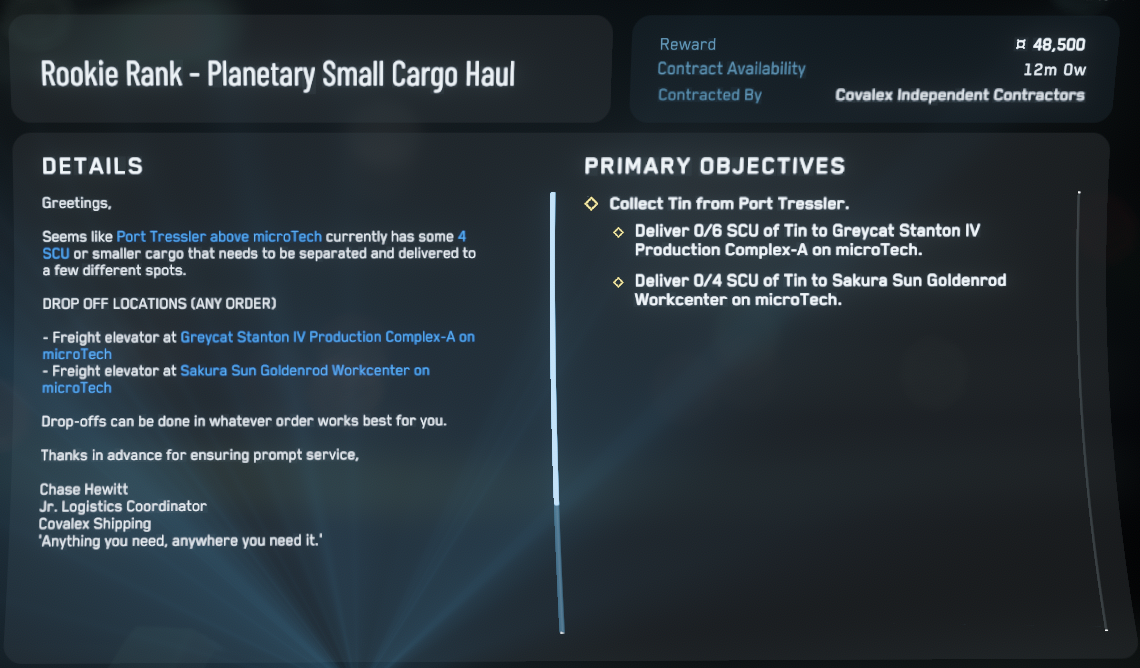 Rookie Rank - Planetary Small Cargo Haul
Reward ¤ 48,500
Contract Availability 12m 0w
Contracted By Covalex Independent Contractors
DETAILS
Greetings,
Seems like Port Tressler above microTech currently has some 4
SCU or smaller cargo that needs to be separated and delivered to
a few different spots.
DROP OFF LOCATIONS (ANY ORDER)
- Freight elevator at Greycat Stanton IV Production Complex-A on
microTech
- Freight elevator at Sakura Sun Goldenrod Workcenter on
microTech
Drop-offs can be done in whatever order works best for you.
Thanks in advance for ensuring prompt service,
Chase Hewitt
Jr. Logistics Coordinator
Covalex Shipping
'Anything you need, anywhere you need it.'
PRIMARY OBJECTIVES
Collect Tin from Port Tressler.
Deliver 0/6 SCU of Tin to Greycat Stanton IV
Production Complex-A on microTech.
Deliver 0/4 SCU of Tin to Sakura Sun Goldenrod
Workcenter on microTech.